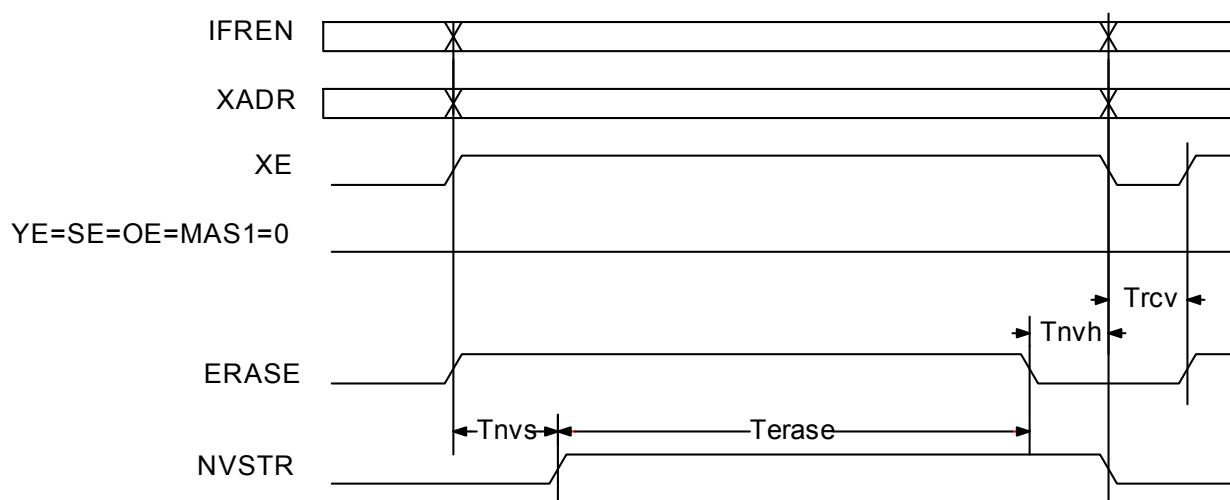 IFREN
XADR
XE
YE=SE=OE=MAS1=0
Trcv
Tnvh
ERASE
Tnvs
Terase
NVSTR